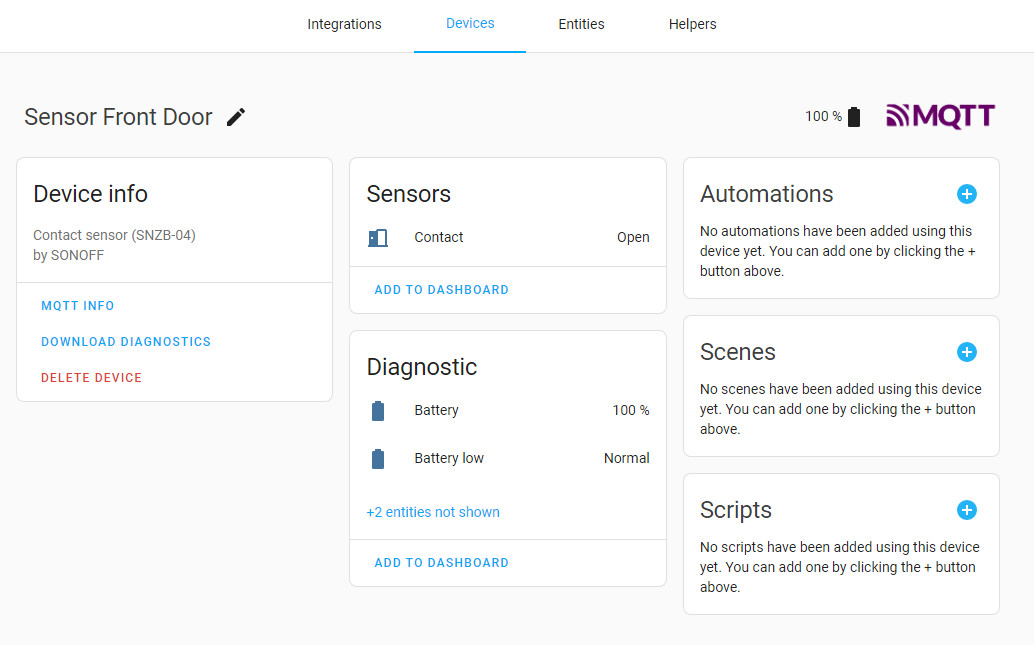 Integrations
Devices
Entities
Helpers
Sensor Front Door
100 %
MQTT
Device info
Contact sensor (SNZB-04)
by SONOFF
MQTT INFO
DOWNLOAD DIAGNOSTICS
DELETE DEVICE
Sensors
Contact
Open
ADD TO DASHBOARD
Diagnostic
Battery
100 %
Battery low
Normal
+2 entities not shown
ADD TO DASHBOARD
Automations
No automations have been added using this
device yet. You can add one by clicking the +
button above.
Scenes
No scenes have been added using this device
yet. You can add one by clicking the + button
above.
Scripts
No scripts have been added using this device
yet. You can add one by clicking the + button
above.